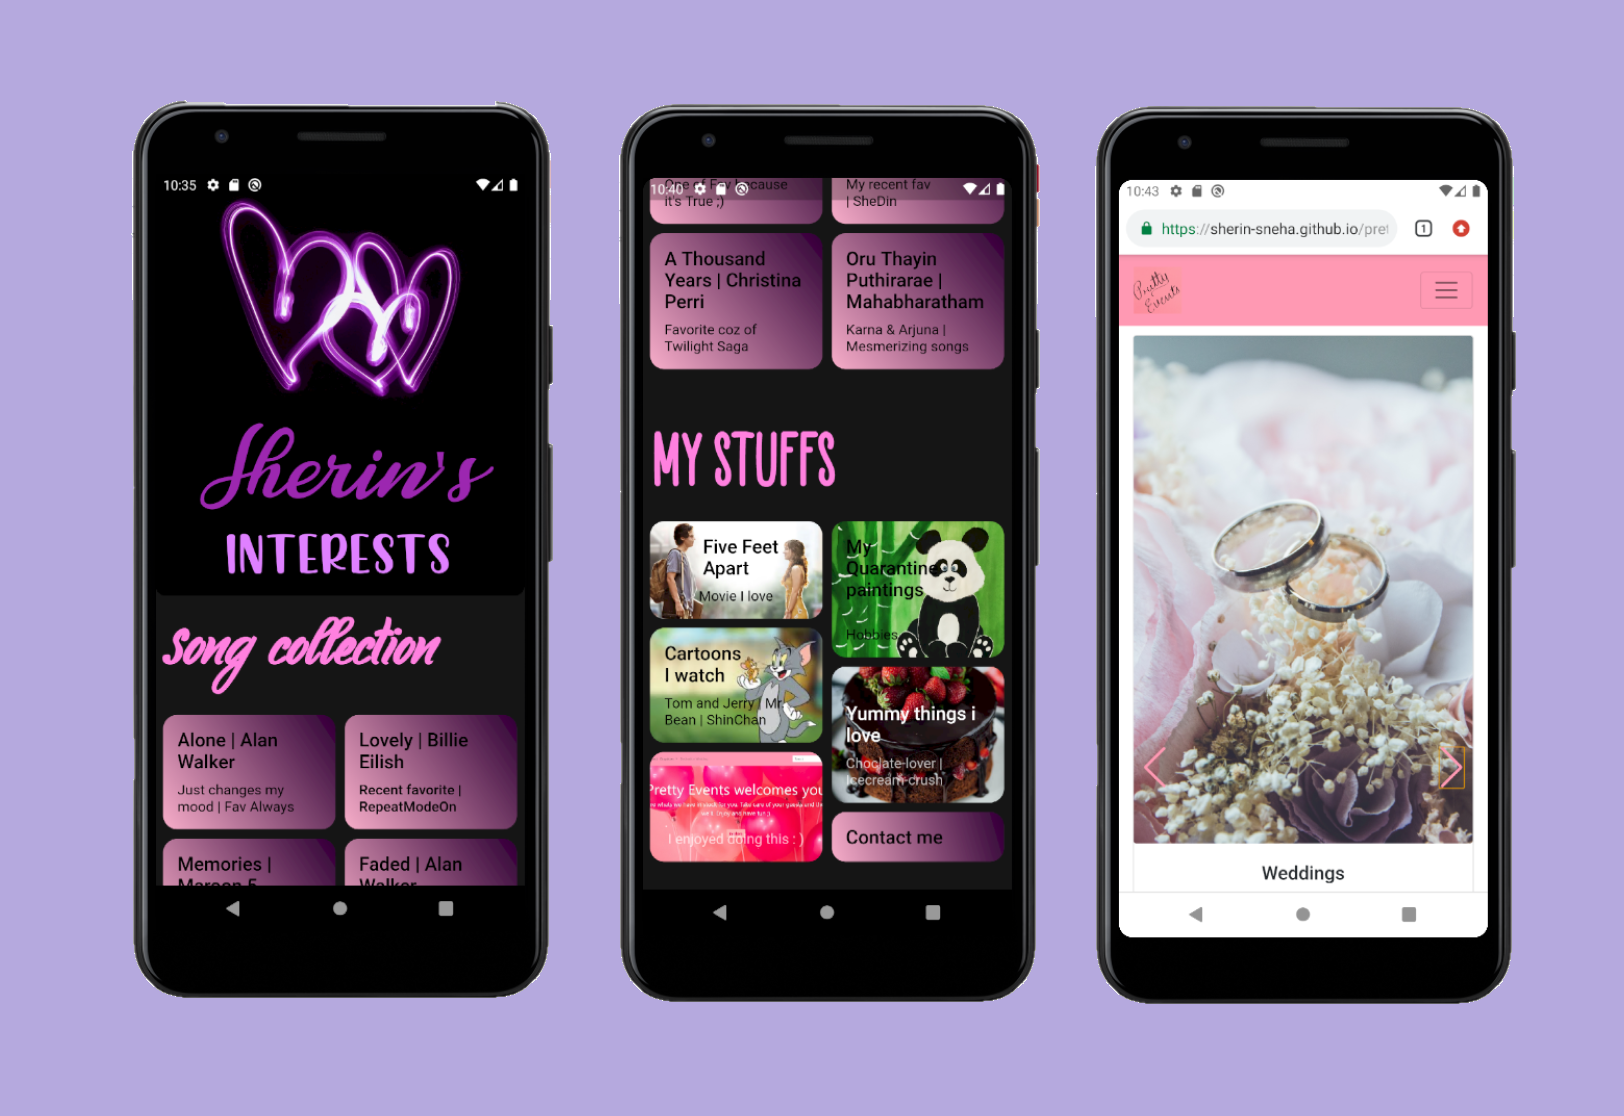 10:35
Sherin's
INTERESTS
Song collection
Alone | Alan
Walker
Just changes my
mood | Fav Always
Lovely | Billie
Eilish
Recent favorite |
RepeatModeOn
Memories |
Maroon 5
Faded | Alan
Walker
10:40
One of Fav because
it's True ;)
My recent fav
| SheDin
A Thousand
Years | Christina
Perri
Favorite coz of
Twilight Saga
Oru Thayin
Puthirarae |
Mahabharatham
Karna & Arjuna |
Mesmerizing songs
MY STUFFS
Five Feet
Apart
Movie I love
My
Quarantine
paintings
Hobbies
Cartoons
I watch
Tom and Jerry | Mr.
Bean | ShinChan
Yummy things i
love
Choclate-lover |
Icecream-crush
Pretty Events welcomes you
I enjoyed doing this : )
Contact me
10:43
https://sherin-sneha.github.io/pret
1
Pretty
Events
Weddings